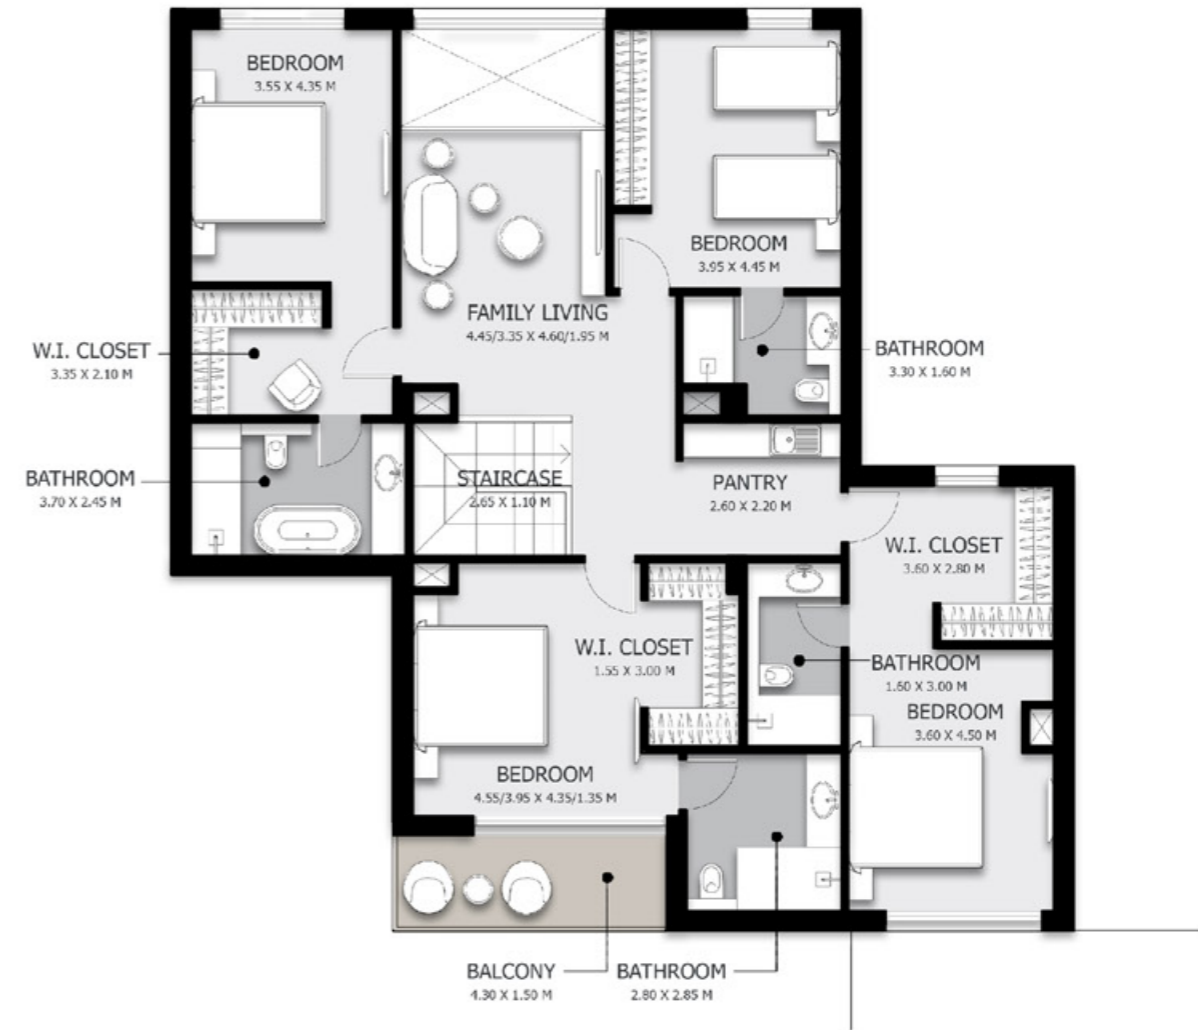 BEDROOM
3.55 X 4.35 M
BEDROOM
3.95 X 4.45 M
FAMILY LIVING
4.45/3.35 X 4.60/1.95 M
W.I. CLOSET
3.35 X 2.10 M
BATHROOM
3.30 X 1.60 M
BATHROOM
3.70 X 2.45 M
STAIRCASE
2.65 X 1.10 M
PANTRY
2.60 X 2.20 M
W.I. CLOSET
3.60 X 2.80 M
W.I. CLOSET
1.55 X 3.00 M
BATHROOM
1.60 X 3.00 M
BEDROOM
3.60 X 4.50 M
BEDROOM
4.55/3.95 X 4.35/1.35 M
BALCONY
4.30 X 1.50 M
BATHROOM
2.80 X 2.85 M